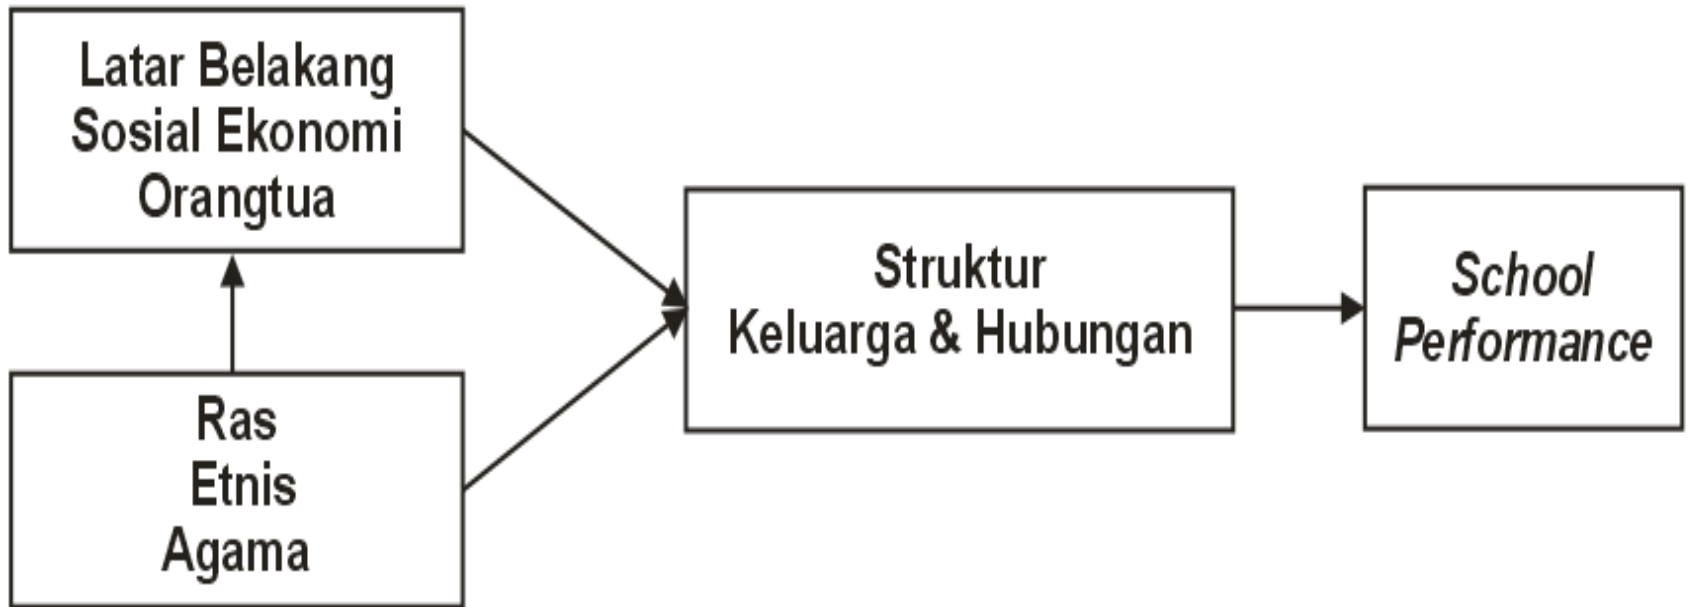 Latar Belakang
Sosial Ekonomi
Orangtua
Ras
Etnis
Agama
Struktur
Keluarga & Hubungan
School
Performance